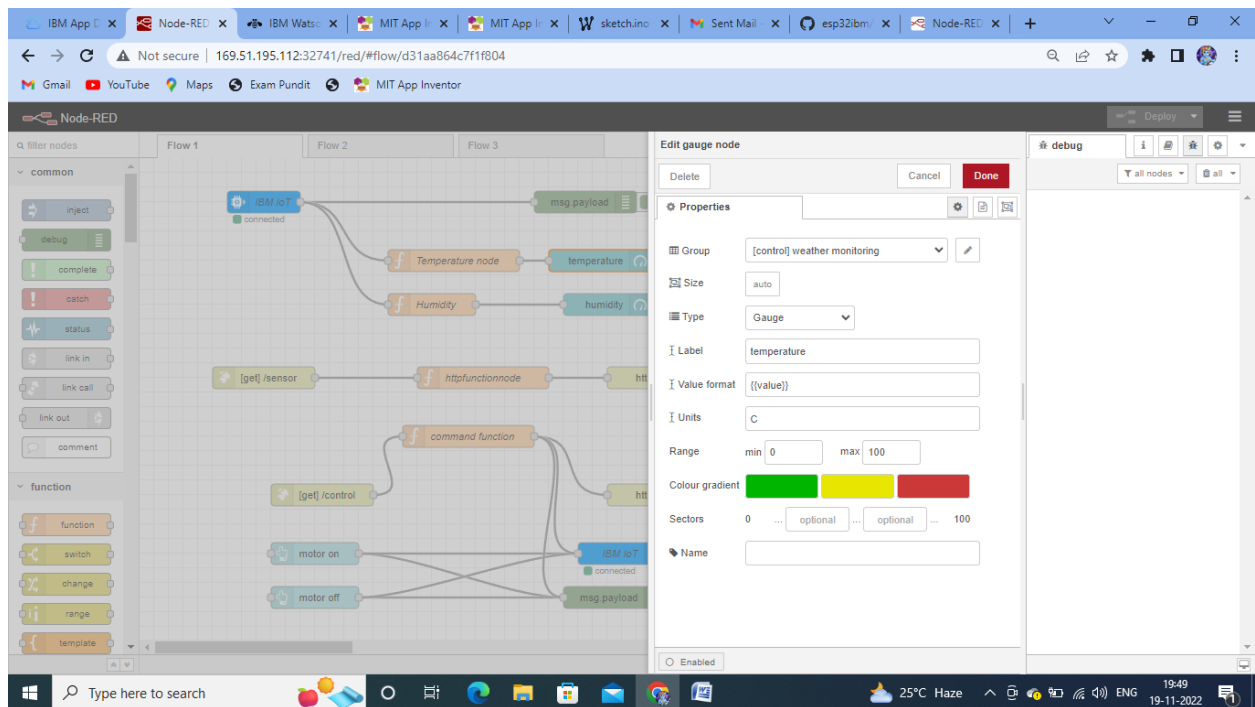 IBM App D
Node-RED
IBM Wats
MIT App In
MIT App In
sketch.ino
Sent Mail -
esp32ibm/
Node-RED
Not secure | 169.51.195.112:32741/red/#flow/d31aa864c7f1f804
Gmail YouTube Maps Exam Pundit MIT App Inventor
Node-RED Deploy
filter nodes
Flow 1 Flow 2 Flow 3
common
inject
debug
complete
catch
status
link in
link call
link out
comment
function
function
switch
change
range
template
IBM IoT
connected
msg.payload
Temperature node
temperature
Humidity
humidity
[get] /sensor
httpfunctionnode
htt
command function
[get] /control
htt
motor on
IBM IoT
connected
motor off
msg.payload
Edit gauge node
Delete Cancel Done
Properties
Group [control] weather monitoring
Size auto
Type Gauge
Label temperature
Value format {{value}}
Units C
Range min 0 max 100
Colour gradient
Sectors 0 ... optional ... optional ... 100
Name
Enabled
debug
all nodes all
Type here to search
25°C Haze
ENG
19:49
19-11-2022
1